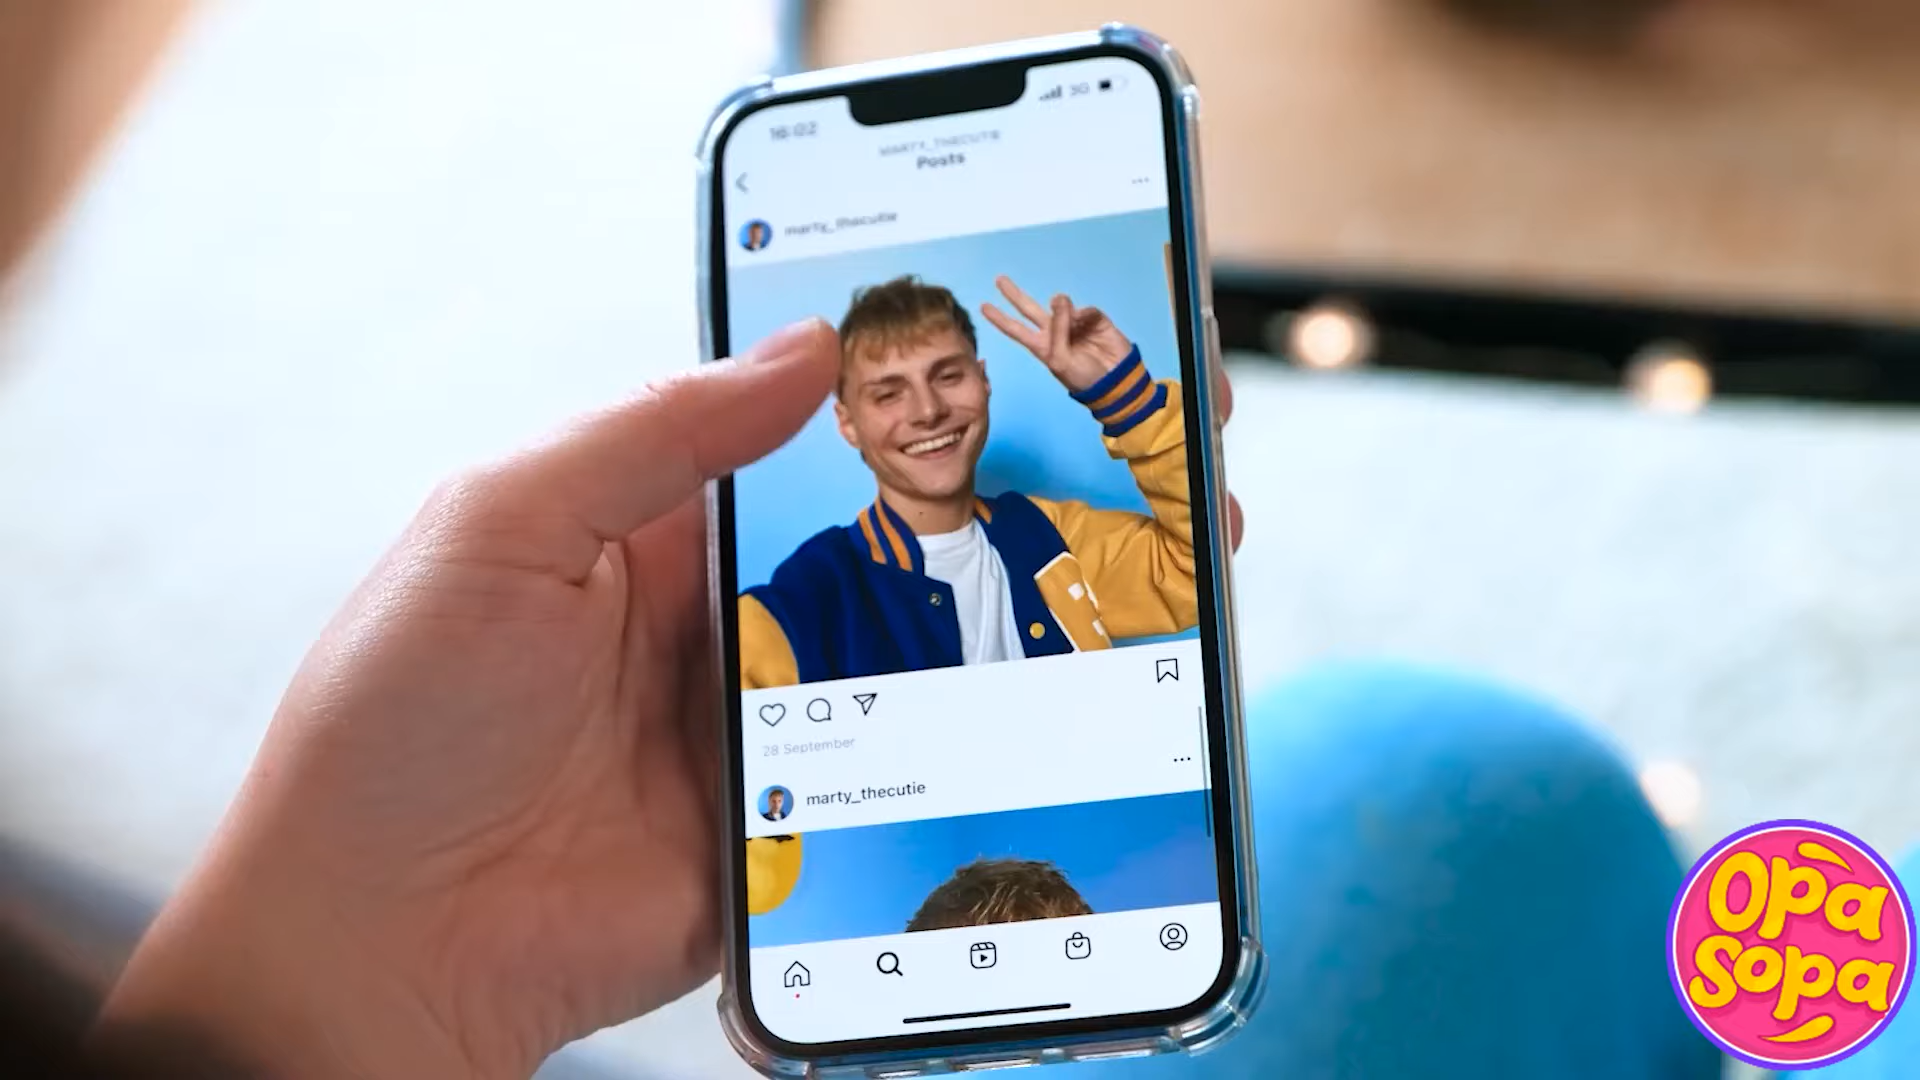 16:02
3G
MARTY_THECUTIE
Posts
marty_thecutie
28 September
marty_thecutie
Opa
Sopa